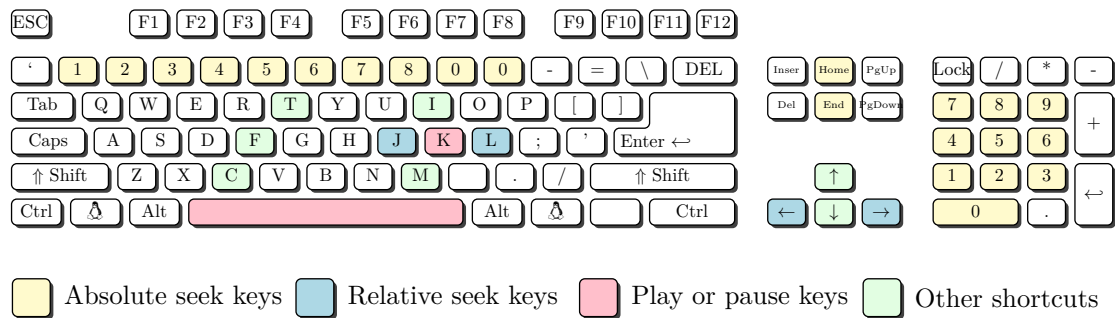 ESC F1 F2 F3 F4 F5 F6 F7 F8 F9 F10 F11 F12
‘ 1 2 3 4 5 6 7 8 0 0 - = \ DEL Inser Home PgUp Lock / * -
Tab Q W E R T Y U I O P [ ] Del End PgDown 7 8 9 +
Caps A S D F G H J K L ; ' Enter ↩ 4 5 6
⇑ Shift Z X C V B N M . / ⇑ Shift ↑ 1 2 3 ↩
Ctrl Alt Alt Ctrl ← ↓ → 0 .
Absolute seek keys Relative seek keys Play or pause keys Other shortcuts